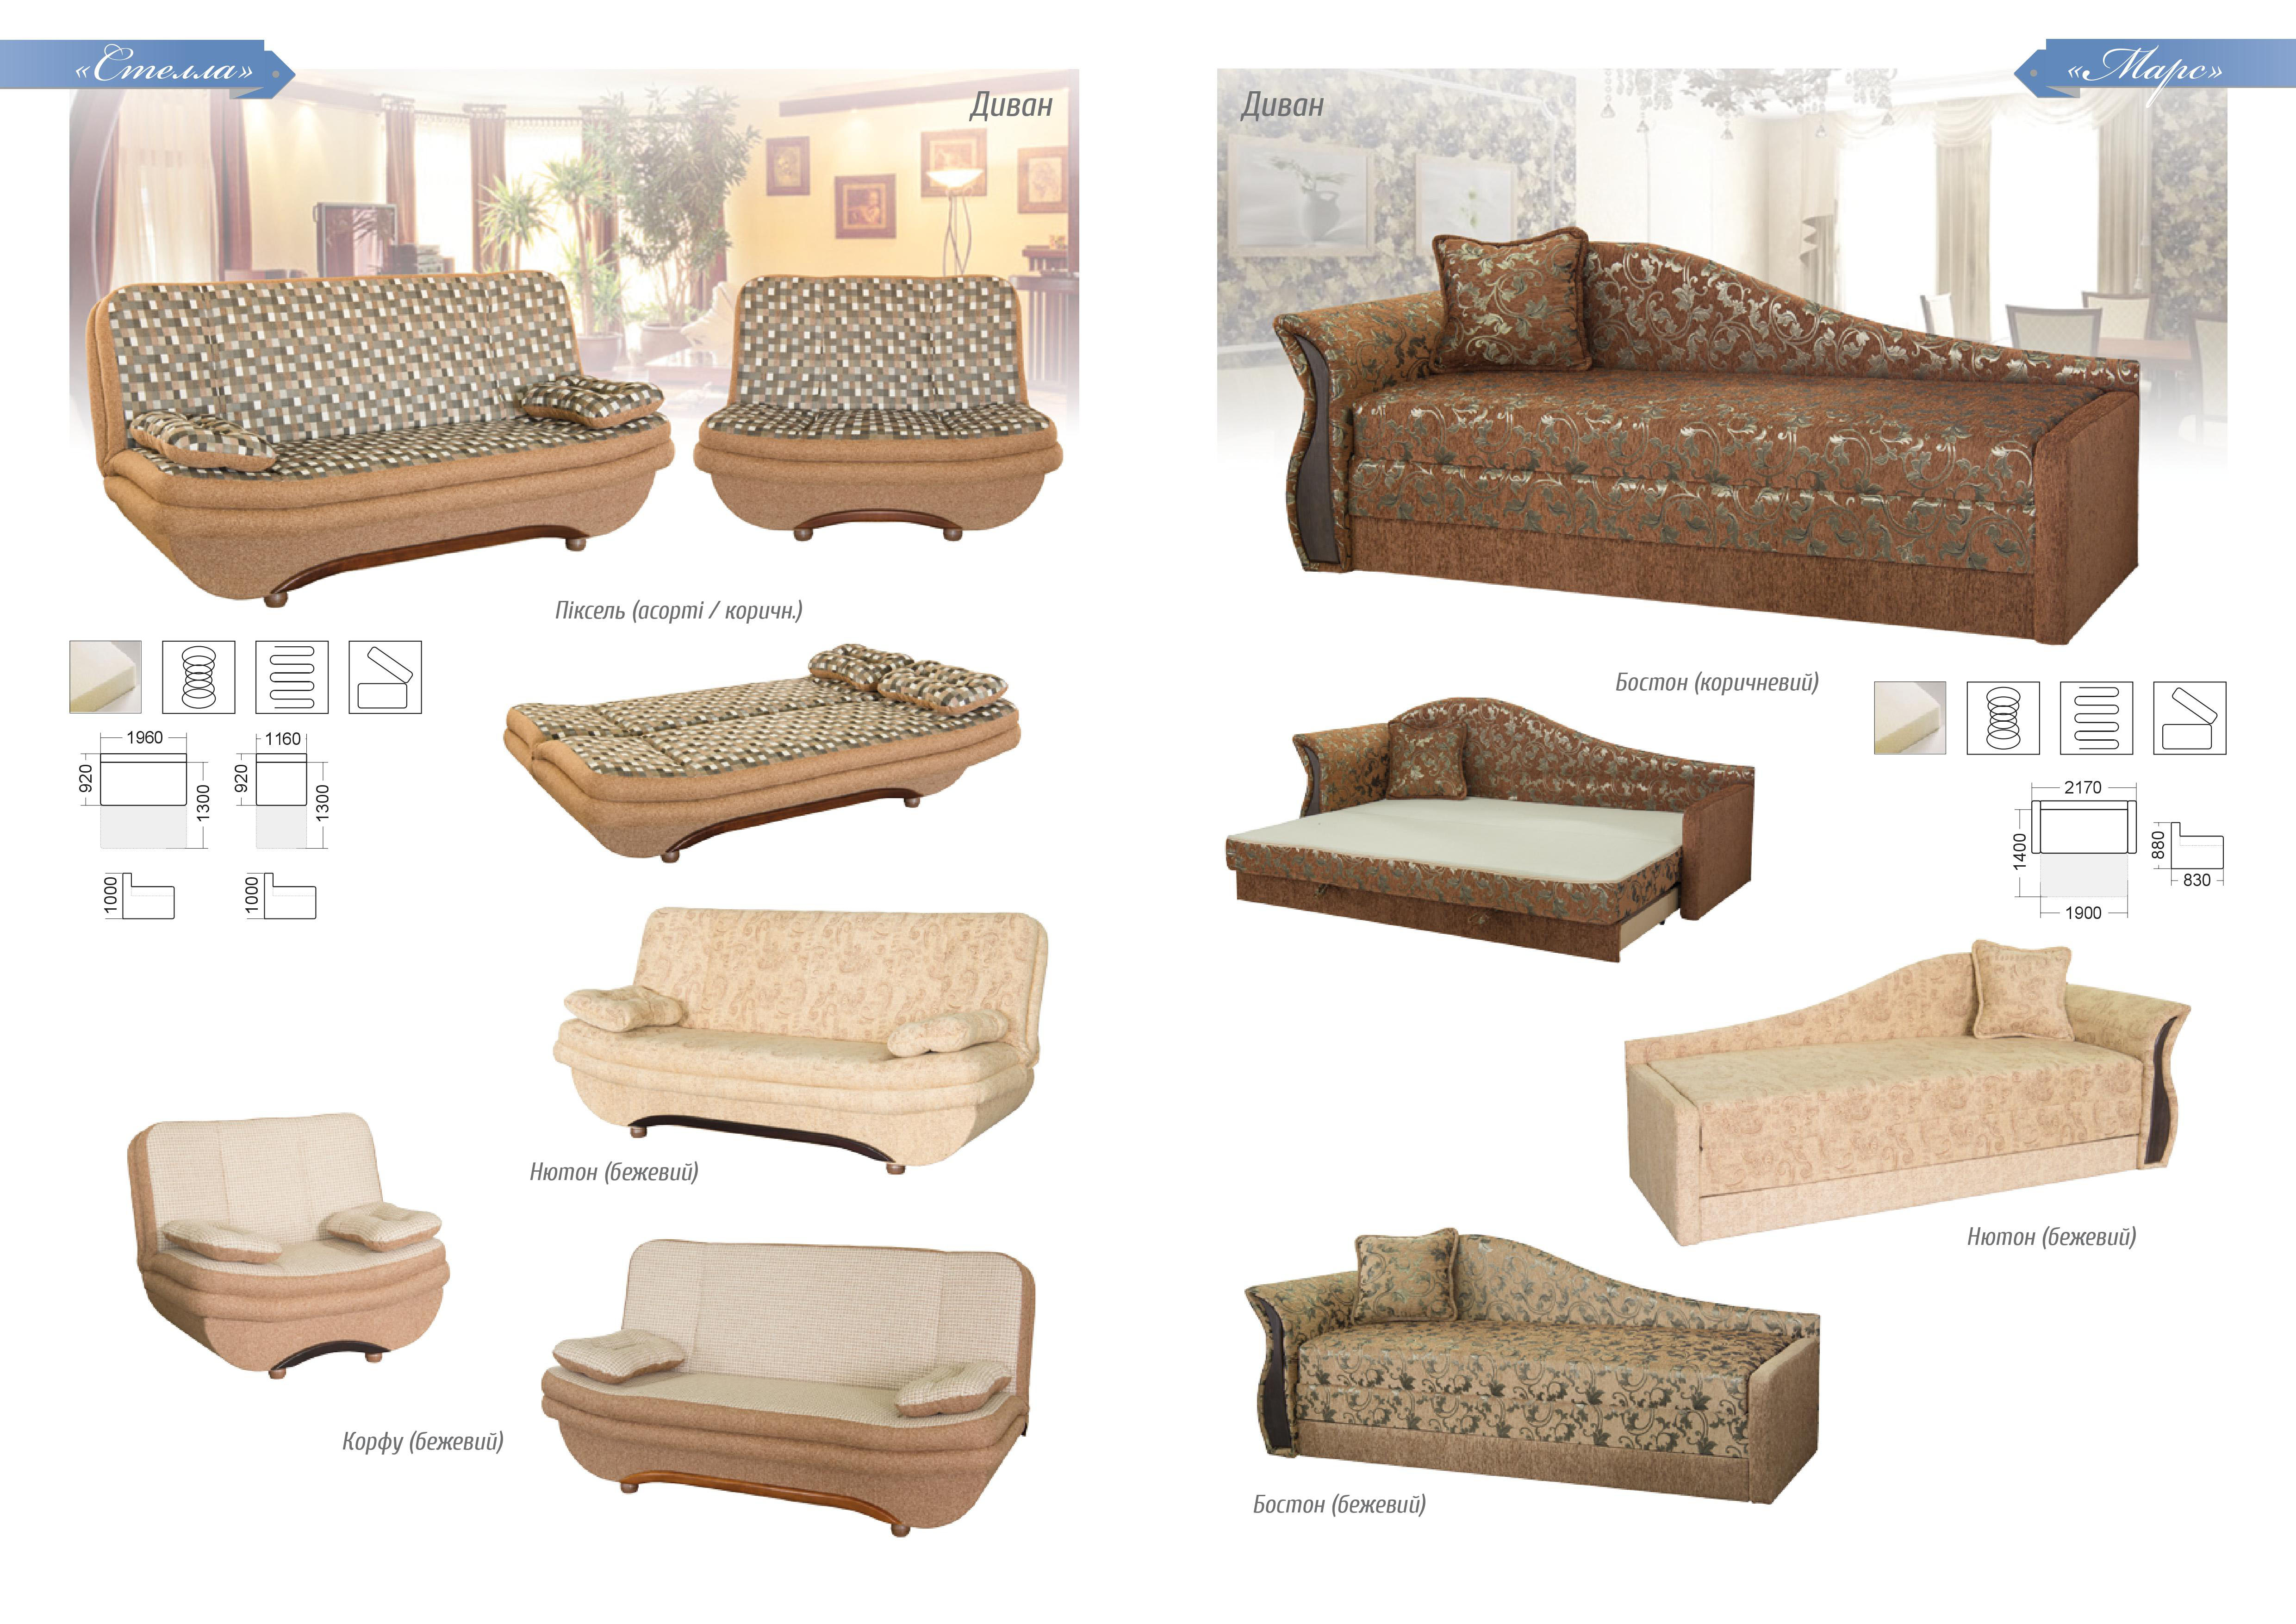 «Стелла»
Диван
Піксель (асорті / коричн.)
1960
1160
920
1300
920
1300
1000
1000
Нютон (бежевий)
Корфу (бежевий)
«Марс»
Диван
Бостон (коричневий)
2170
1400
880
830
1900
Нютон (бежевий)
Бостон (бежевий)